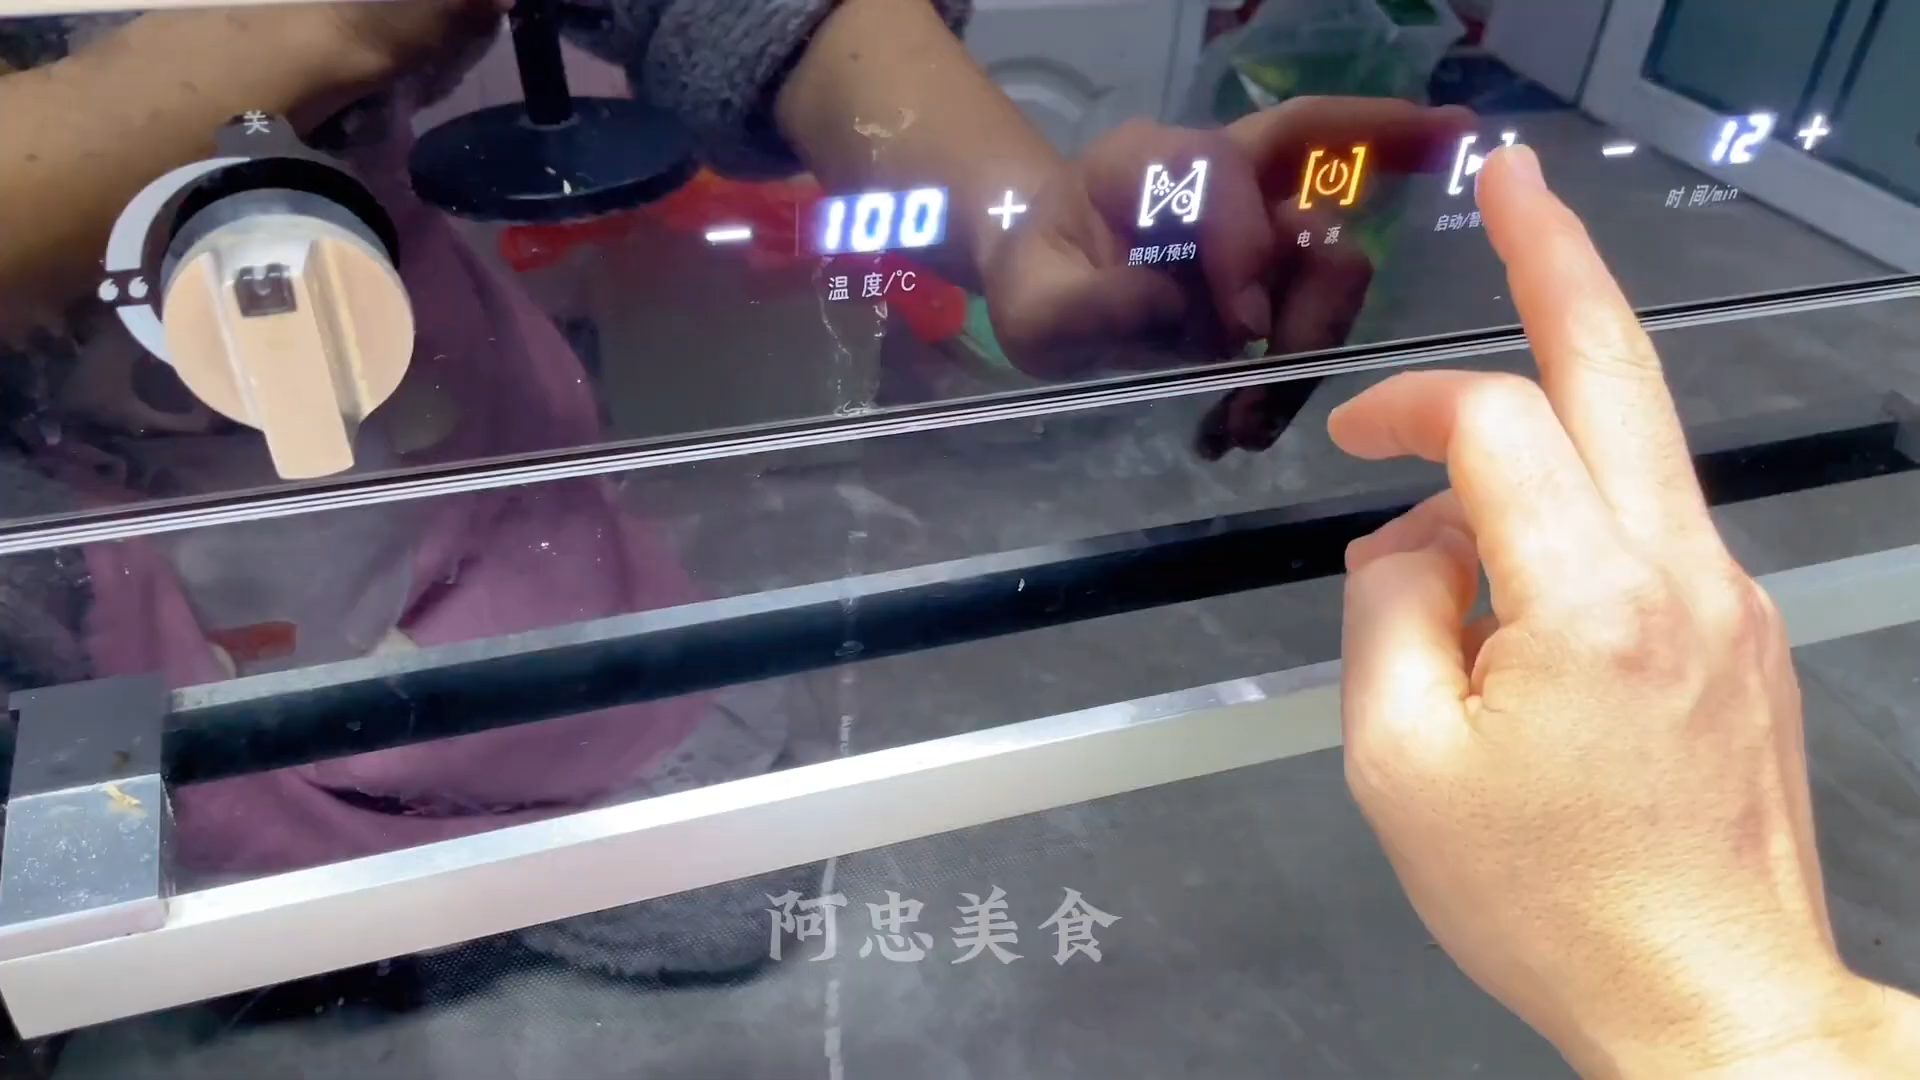 关
100
温 度/℃
照明/预约
电 源
启动/暂
12
时 间/min
阿忠美食